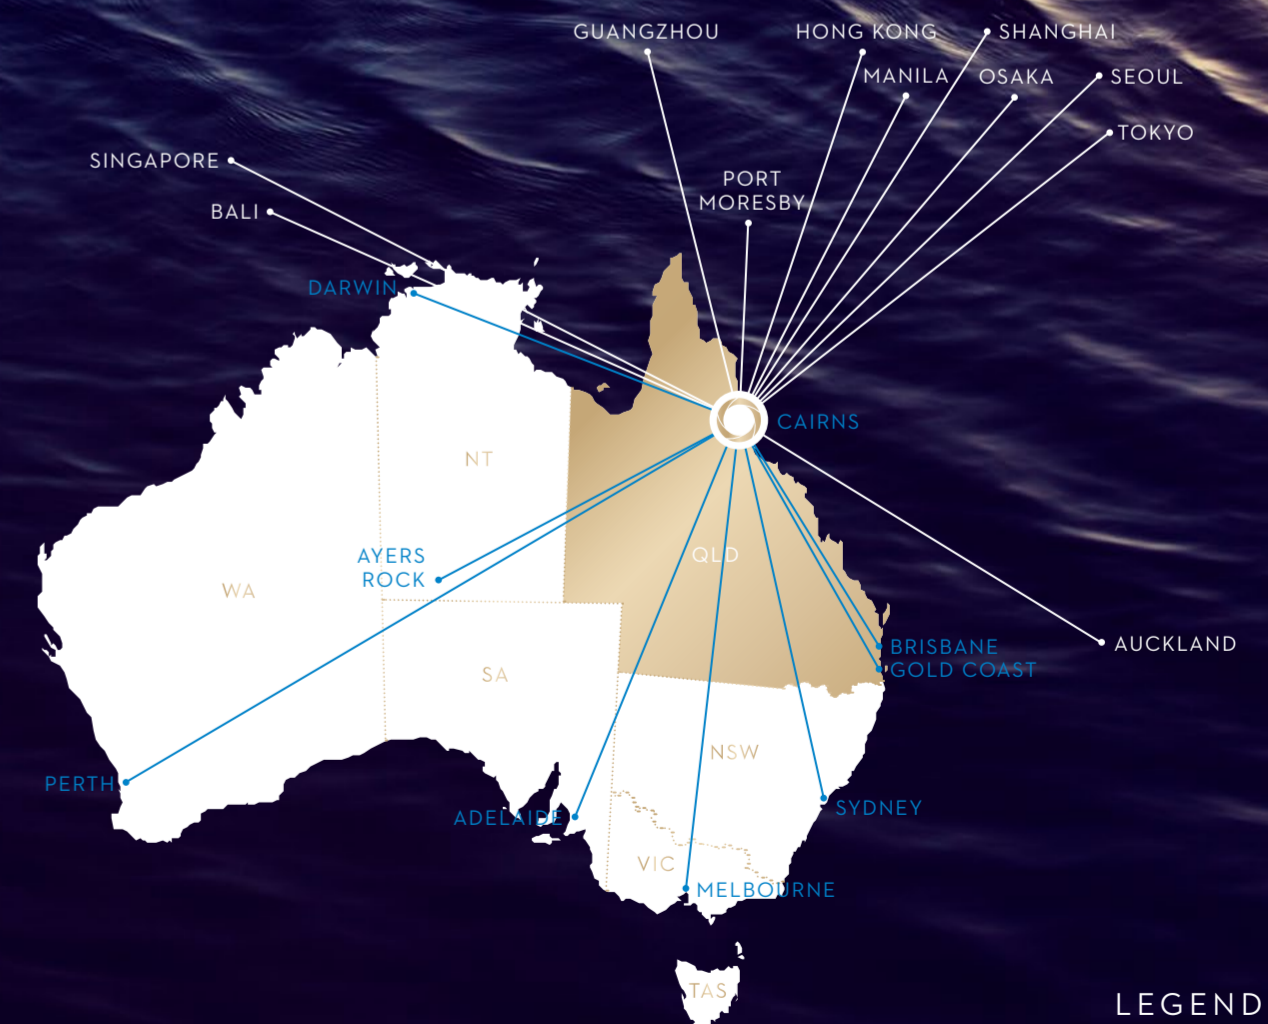 GUANGZHOU
HONG KONG
SHANGHAI
MANILA
OSAKA
SEOUL
TOKYO
SINGAPORE
PORT
MORESBY
BALI
DARWIN
CAIRNS
NT
AYERS
ROCK
QLD
WA
BRISBANE
AUCKLAND
GOLD COAST
SA
NSW
PERTH
SYDNEY
ADELAIDE
VIC
MELBOURNE
TAS
LEGEND